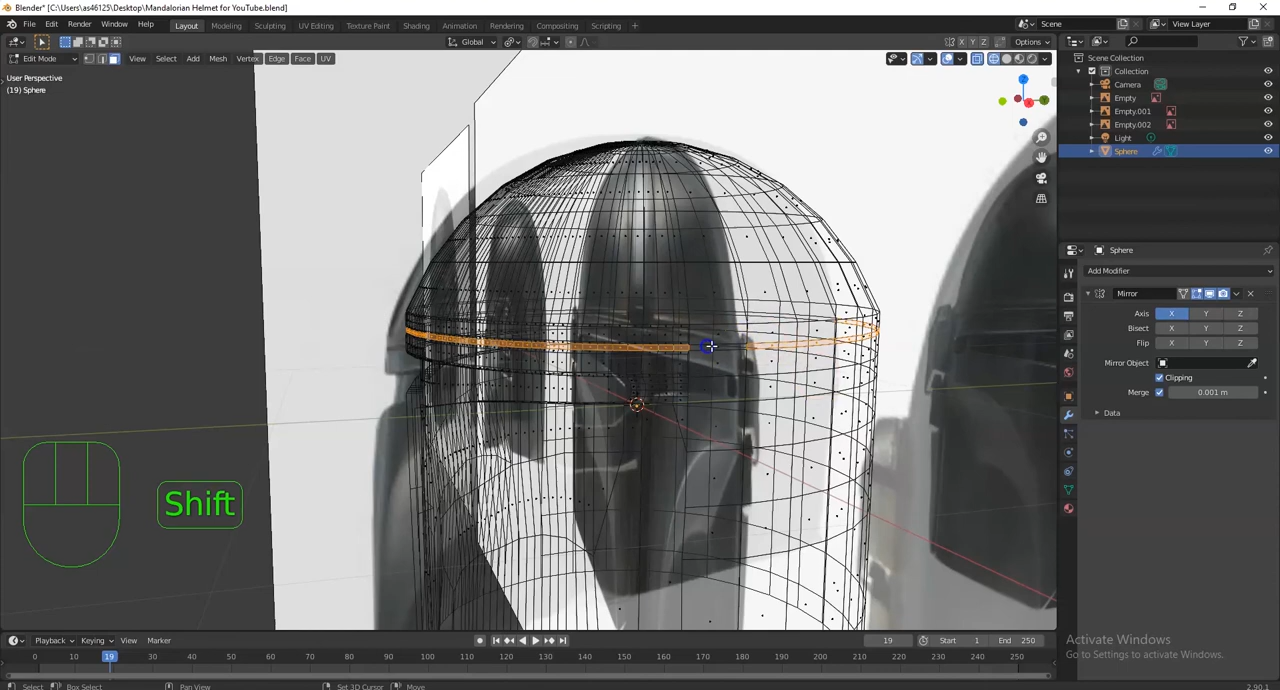 Blender* [C:\Users\as46125\Desktop\Mandalorian Helmet for YouTube.blend]
File Edit Render Window Help Layout Modeling Sculpting UV Editing Texture Paint Shading Animation Rendering Compositing Scripting + Scene View Layer
Global X Y Z Options
Edit Mode View Select Add Mesh Vertex Edge Face UV
User Perspective
(19) Sphere
Scene Collection
Collection
Camera
Empty
Empty.001
Empty.002
Light
Sphere
Sphere
Add Modifier
Mirror
Axis X Y Z
Bisect X Y Z
Flip X Y Z
Mirror Object
Clipping
Merge 0.001 m
Data
Shift
Playback Keying View Marker 19 Start 1 End 250
0 10 19 30 40 50 60 70 80 90 100 110 120 130 140 150 160 170 180 190 200 210 220 230 240 250
Activate Windows
Go to Settings to activate Windows.
Select Box Select Pan View Set 3D Cursor Move 2.90.1